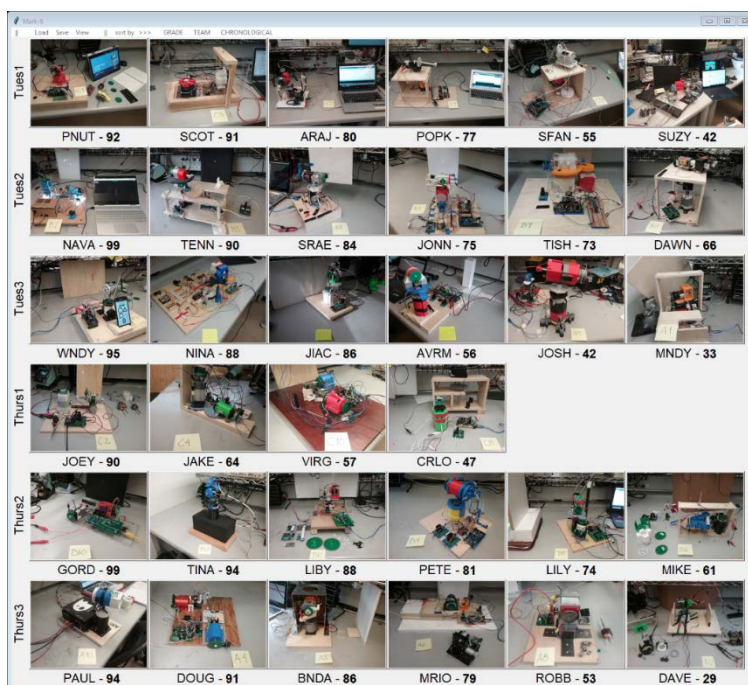 Mark-It
|| Load Save View || sort by >>> GRADE TEAM CHRONOLOGICAL
Tues1
PNUT - 92 SCOT - 91 ARAJ - 80 POPK - 77 SFAN - 55 SUZY - 42
Tues2
NAVA - 99 TENN - 90 SRAE - 84 JONN - 75 TISH - 73 DAWN - 66
Tues3
A1
WNDY - 95 NINA - 88 JIAC - 86 AVRM - 56 JOSH - 42 MNDY - 33
Thurs1
C2 C4
JOEY - 90 JAKE - 64 VIRG - 57 CRLO - 47
Thurs2
GORD - 99 TINA - 94 LIBY - 88 PETE - 81 LILY - 74 MIKE - 61
Thurs3
PAUL - 94 DOUG - 91 BNDA - 86 MRIO - 79 ROBB - 53 DAVE - 29